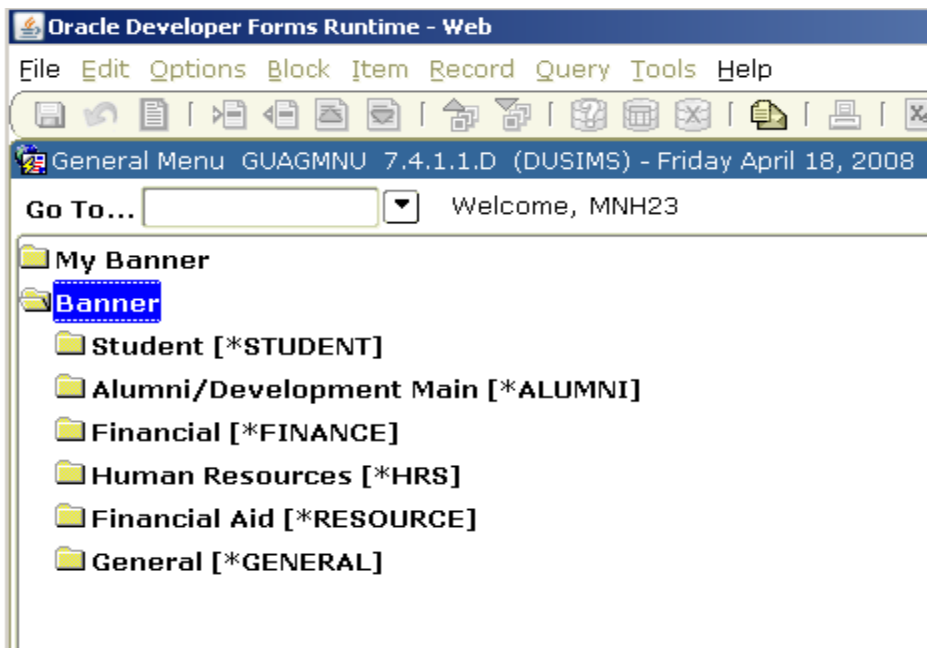 Oracle Developer Forms Runtime - Web
File Edit Options Block Item Record Query Tools Help
General Menu GUAGMNU 7.4.1.1.D (DUSIMS) - Friday April 18, 2008
Go To... Welcome, MNH23
My Banner
Banner
Student [*STUDENT]
Alumni/Development Main [*ALUMNI]
Financial [*FINANCE]
Human Resources [*HRS]
Financial Aid [*RESOURCE]
General [*GENERAL]